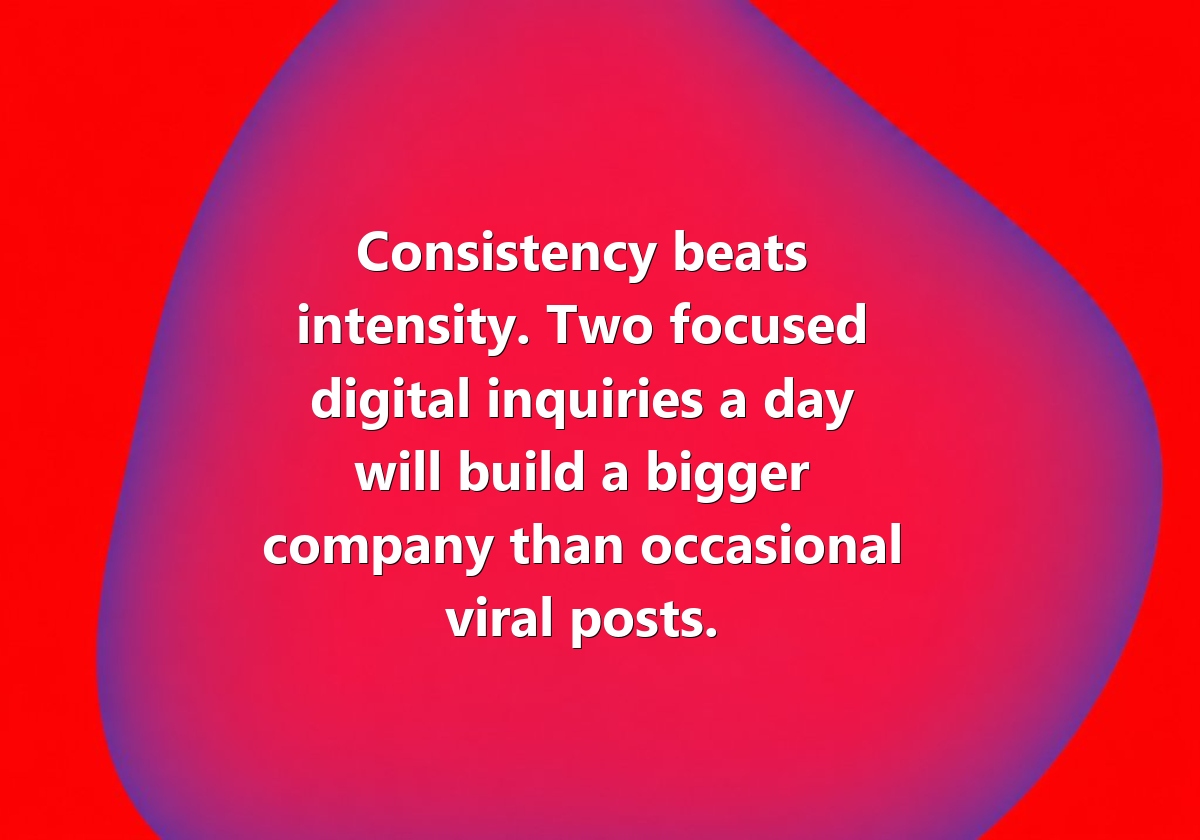 Consistency beats
intensity. Two focused
digital inquiries a day
will build a bigger
company than occasional
viral posts.